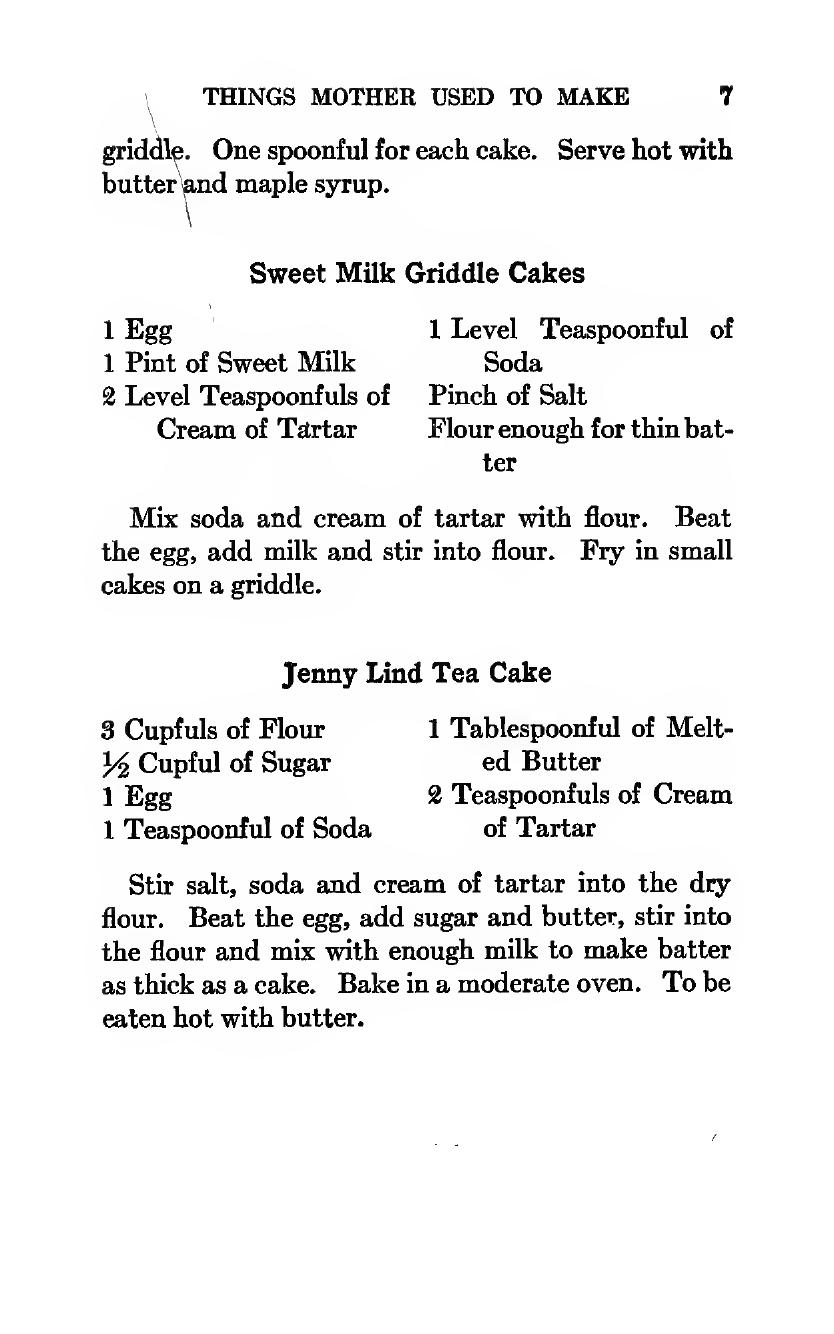 THINGS MOTHER USED TO MAKE 7
griddle. One spoonful for each cake. Serve hot with
butter and maple syrup.
Sweet Milk Griddle Cakes
1 Egg
1 Pint of Sweet Milk
2 Level Teaspoonfuls of
Cream of Tartar
1 Level Teaspoonful of
Soda
Pinch of Salt
Flour enough for thin bat-
ter
Mix soda and cream of tartar with flour. Beat
the egg, add milk and stir into flour. Fry in small
cakes on a griddle.
Jenny Lind Tea Cake
3 Cupfuls of Flour
½ Cupful of Sugar
1 Egg
1 Teaspoonful of Soda
1 Tablespoonful of Melt-
ed Butter
2 Teaspoonfuls of Cream
of Tartar
Stir salt, soda and cream of tartar into the dry
flour. Beat the egg, add sugar and butter, stir into
the flour and mix with enough milk to make batter
as thick as a cake. Bake in a moderate oven. To be
eaten hot with butter.